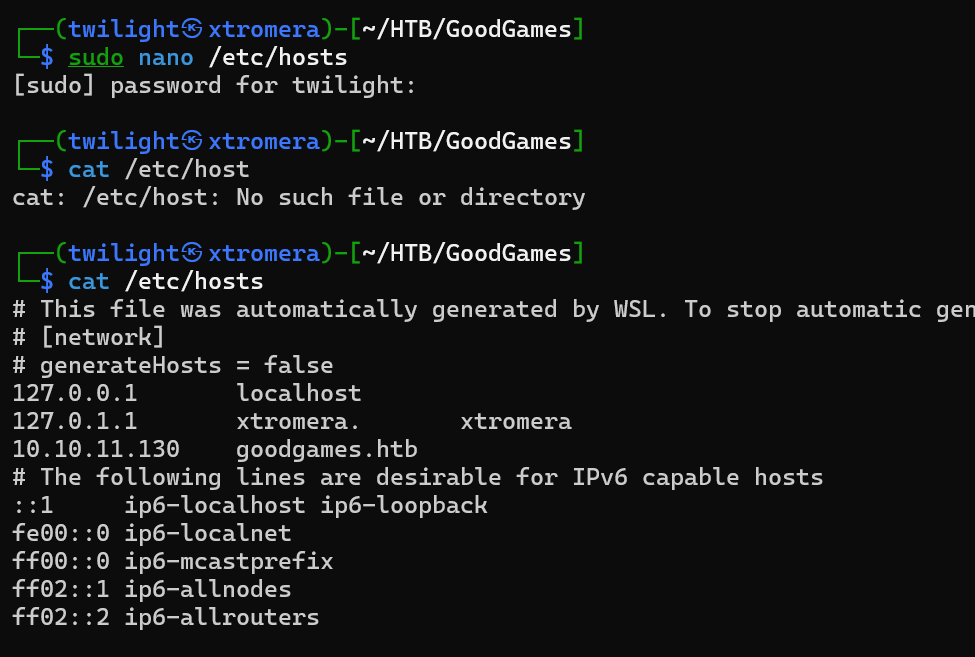 ┌──(twilight㉿xtromera)-[~/HTB/GoodGames]
└─$ sudo nano /etc/hosts
[sudo] password for twilight:
┌──(twilight㉿xtromera)-[~/HTB/GoodGames]
└─$ cat /etc/host
cat: /etc/host: No such file or directory
┌──(twilight㉿xtromera)-[~/HTB/GoodGames]
└─$ cat /etc/hosts
# This file was automatically generated by WSL. To stop automatic gen
# [network]
# generateHosts = false
127.0.0.1       localhost
127.0.1.1       xtromera.       xtromera
10.10.11.130    goodgames.htb
# The following lines are desirable for IPv6 capable hosts
::1     ip6-localhost ip6-loopback
fe00::0 ip6-localnet
ff00::0 ip6-mcastprefix
ff02::1 ip6-allnodes
ff02::2 ip6-allrouters